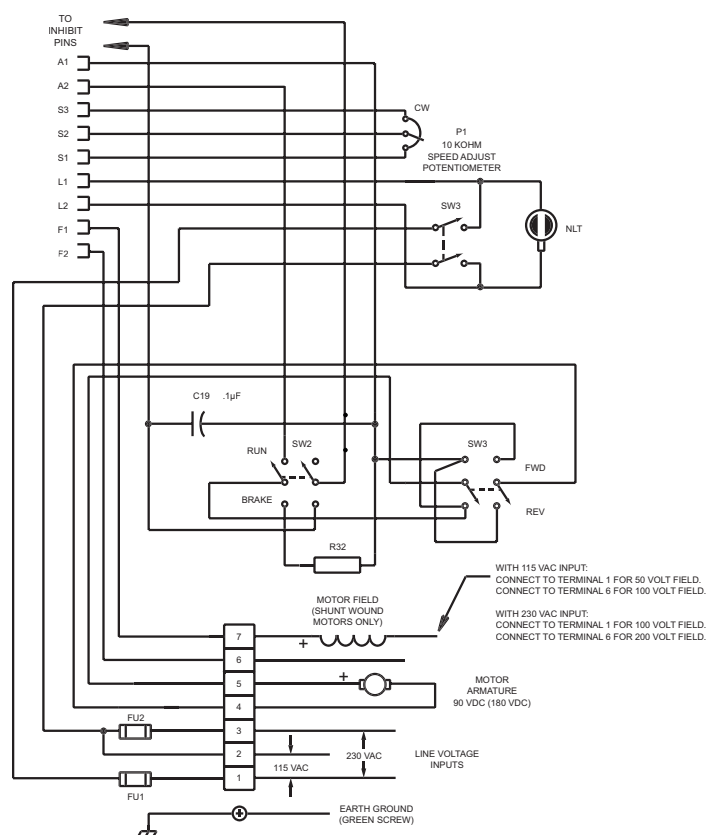 TO
INHIBIT
PINS
A1
A2
S3
S2
S1
L1
L2
F1
F2
CW
P1
10 KOHM
SPEED ADJUST
POTENTIOMETER
SW3
NLT
C19 .1µF
SW2
RUN
BRAKE
SW3
FWD
REV
R32
WITH 115 VAC INPUT:
CONNECT TO TERMINAL 1 FOR 50 VOLT FIELD.
CONNECT TO TERMINAL 6 FOR 100 VOLT FIELD.
WITH 230 VAC INPUT:
CONNECT TO TERMINAL 1 FOR 100 VOLT FIELD.
CONNECT TO TERMINAL 6 FOR 200 VOLT FIELD.
MOTOR FIELD
(SHUNT WOUND
MOTORS ONLY)
+
7
6
5
4
3
2
1
+
MOTOR
ARMATURE
90 VDC (180 VDC)
FU2
FU1
115 VAC
230 VAC
LINE VOLTAGE
INPUTS
EARTH GROUND
(GREEN SCREW)